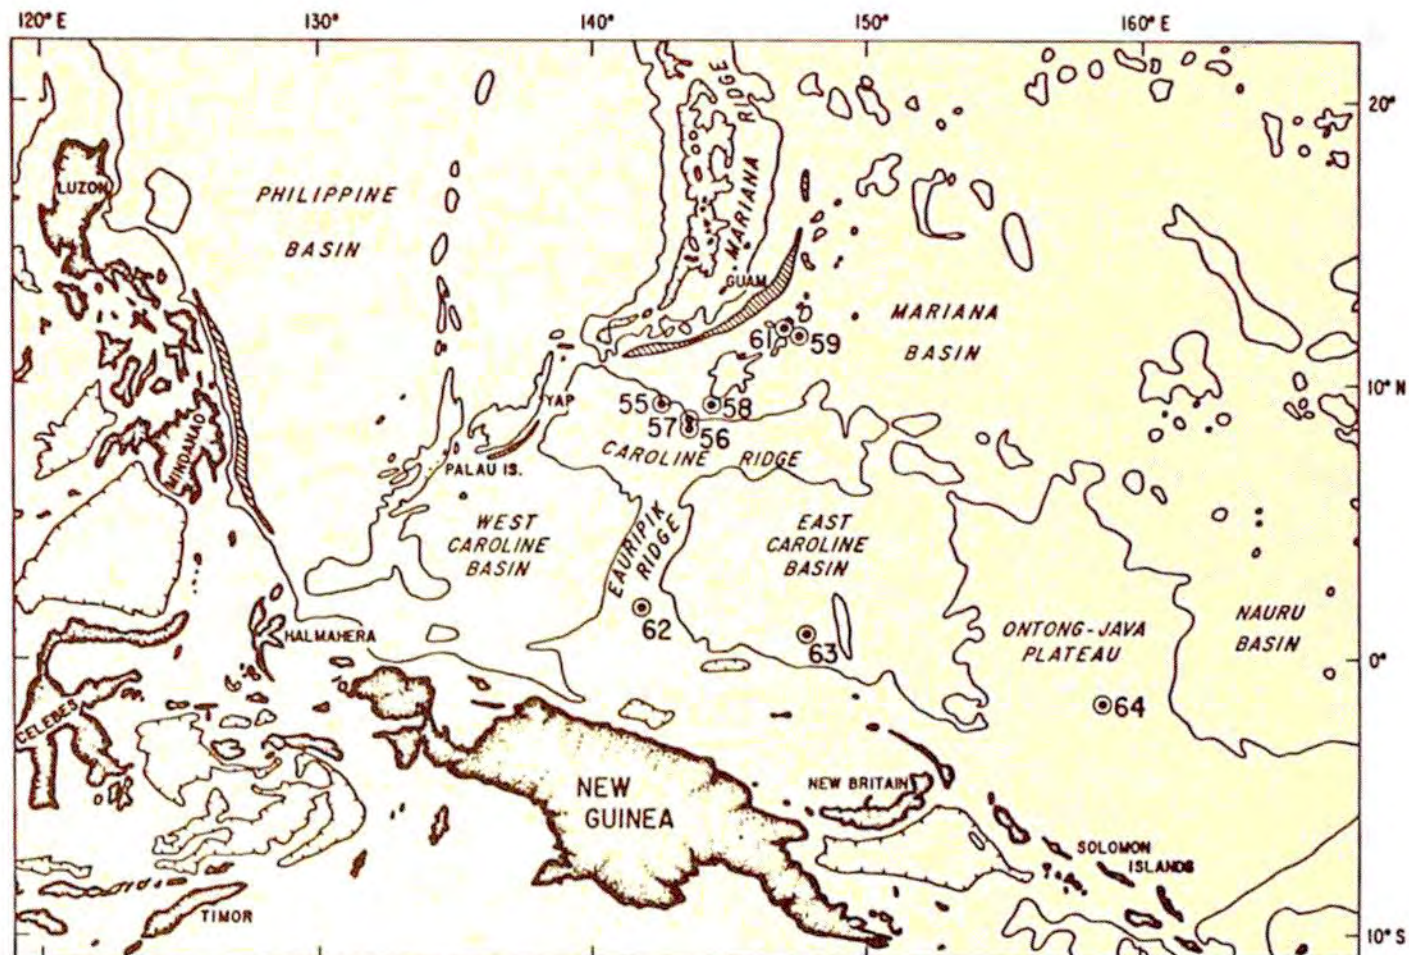 120° E 130° 140° 150° 160° E
20°
RIDGE
MARIANA
LUZON
PHILIPPINE
BASIN
GUAM
MARIANA
BASIN
61
59
10° N
YAP
55
58
57
56
MINDANAO
CAROLINE RIDGE
PALAU IS.
WEST
CAROLINE
BASIN
EAURIPIK
RIDGE
EAST
CAROLINE
BASIN
62
63
HALMAHERA
ONTONG-JAVA
PLATEAU
NAURU
BASIN
0°
64
CELEBES
NEW
GUINEA
NEW BRITAIN
SOLOMON
ISLANDS
TIMOR
10° S